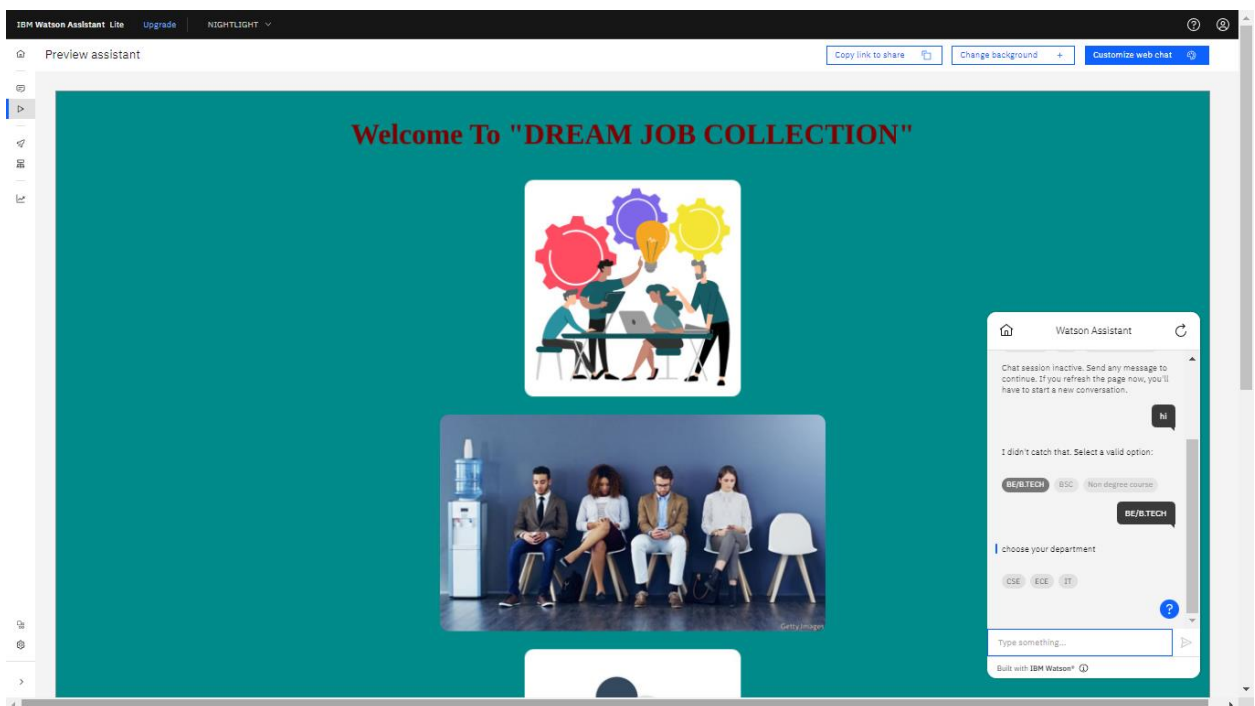 IBM Watson Assistant Lite Upgrade NIGHTLIGHT
Preview assistant
Copy link to share
Change background +
Customize web chat
Welcome To "DREAM JOB COLLECTION"
Getty Images
Watson Assistant
Chat session inactive. Send any message to
continue. If you refresh the page now, you'll
have to start a new conversation.
hi
I didn't catch that. Select a valid option:
BE/B.TECH BSC Non degree course
BE/B.TECH
choose your department
CSE ECE IT
?
Type something...
Built with IBM Watson®